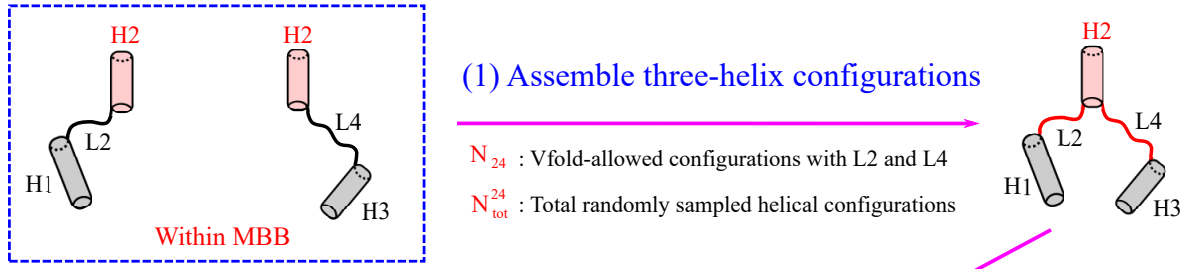 H2
H2
H2
(1) Assemble three-helix configurations
L2
L4
L2
L4
N24 : Vfold-allowed configurations with L2 and L4
H1
H3
H1
H3
N24tot : Total randomly sampled helical configurations
Within MBB